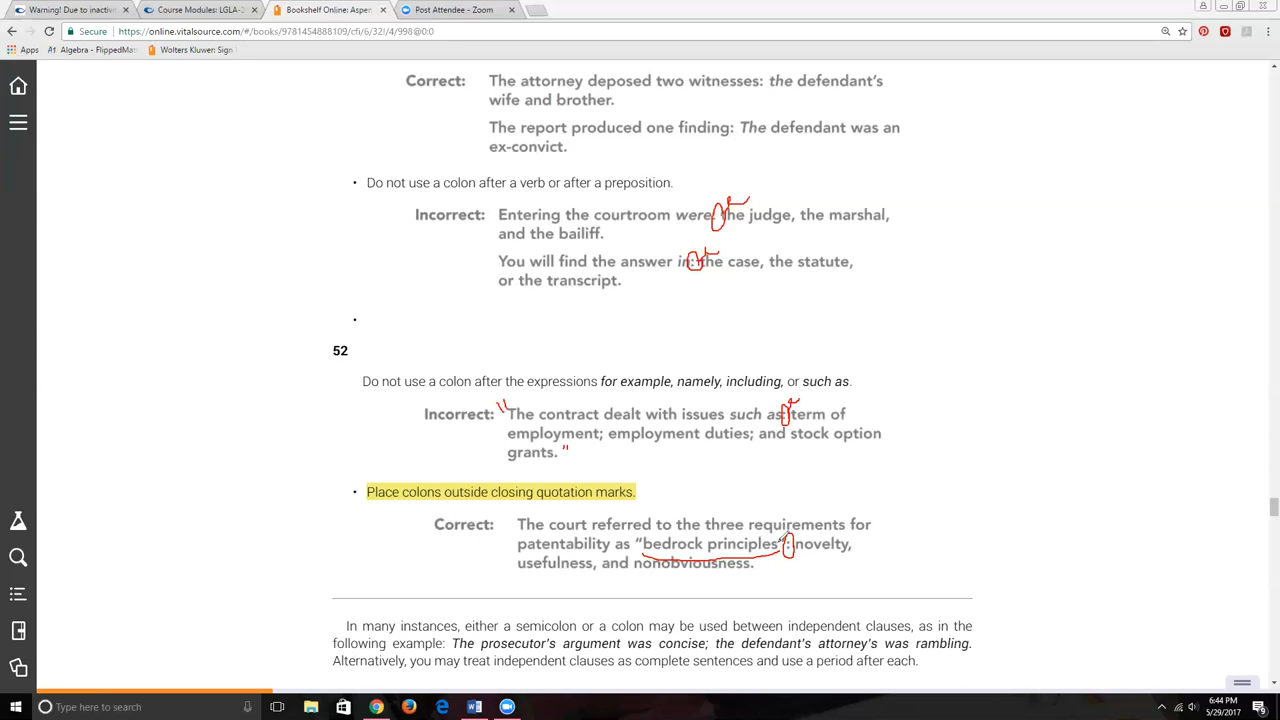 Warning! Due to inactivi
Course Modules: LGLA-2
Bookshelf Online: Asper
Post Attendee - Zoom
Secure | https://online.vitalsource.com/#/books/9781454888109/cfi/6/32!/4/998@0:0
Apps Algebra - FlippedMat Wolters Kluwer: Sign I
Correct: The attorney deposed two witnesses: the defendant's
wife and brother.
The report produced one finding: The defendant was an
ex-convict.
• Do not use a colon after a verb or after a preposition.
Incorrect: Entering the courtroom were: the judge, the marshal,
and the bailiff.
You will find the answer in: the case, the statute,
or the transcript.
•
52
Do not use a colon after the expressions for example, namely, including, or such as.
Incorrect: "The contract dealt with issues such as: term of
employment; employment duties; and stock option
grants."
• Place colons outside closing quotation marks.
Correct: The court referred to the three requirements for
patentability as “bedrock principles”: novelty,
usefulness, and nonobviousness.
In many instances, either a semicolon or a colon may be used between independent clauses, as in the
following example: The prosecutor's argument was concise; the defendant's attorney's was rambling.
Alternatively, you may treat independent clauses as complete sentences and use a period after each.
Type here to search
6:44 PM
5/29/2017